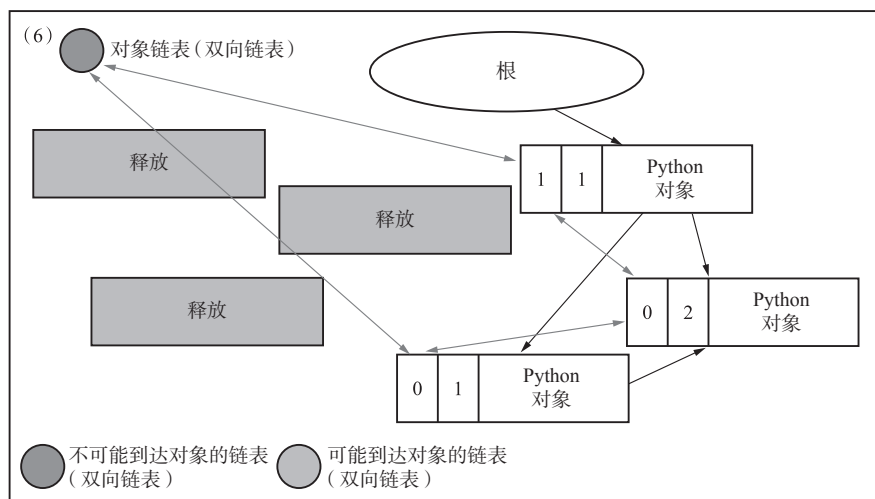 (6)
对象链表(双向链表)
根
释放
1 1 Python
对象
释放
释放
0 2 Python
对象
0 1 Python
对象
不可能到达对象的链表
(双向链表)
可能到达对象的链表
(双向链表)